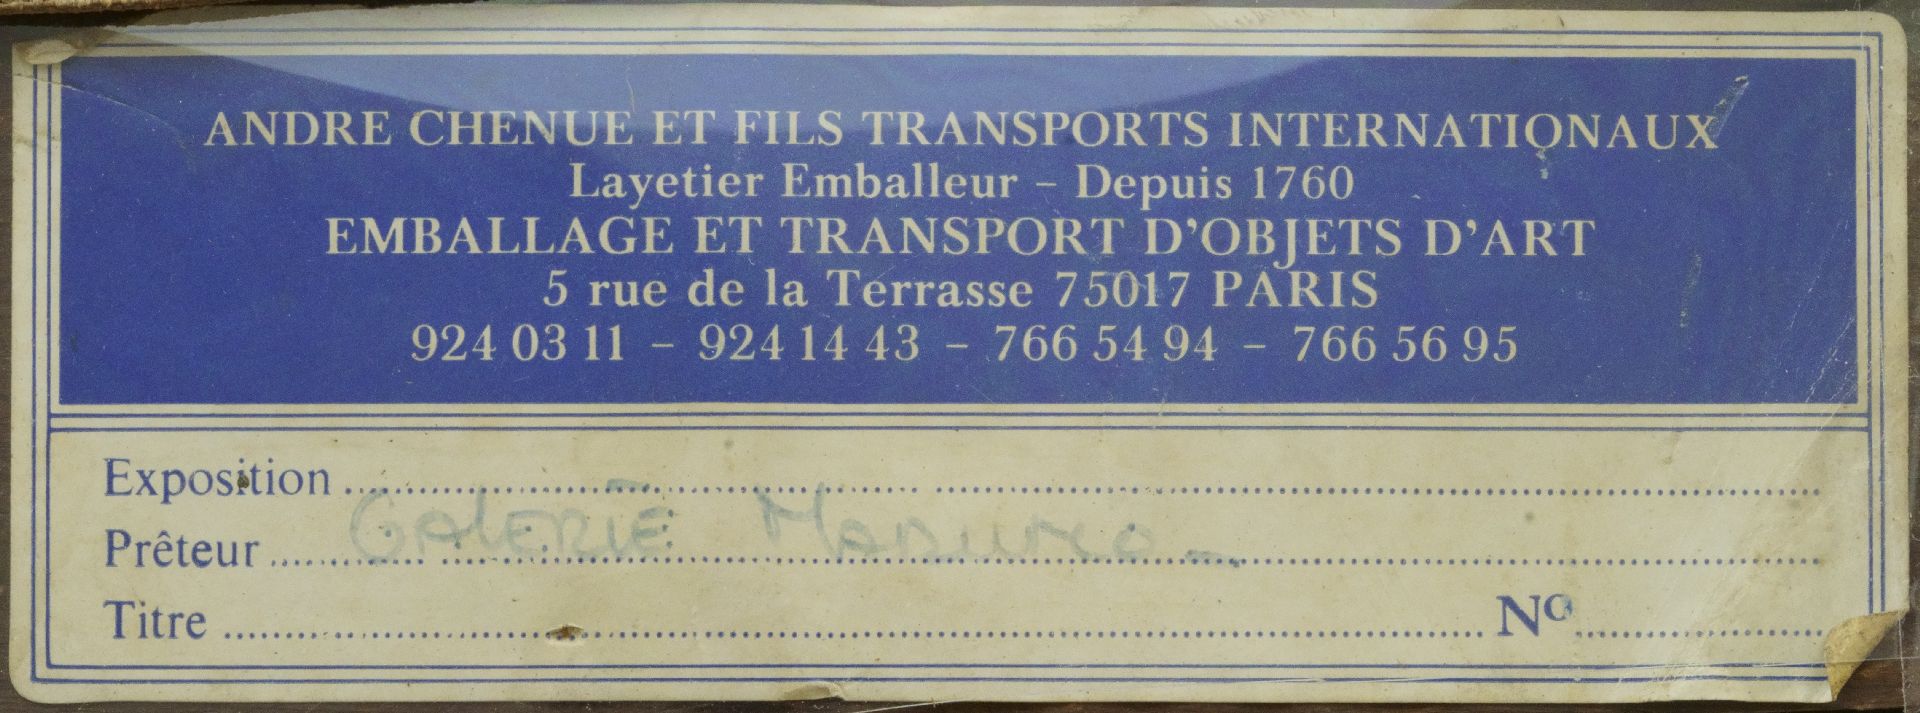 ANDRE CHENUE ET FILS TRANSPORTS INTERNATIONAUX
Layetier Emballeur – Depuis 1760
EMBALLAGE ET TRANSPORT D'OBJETS D'ART
5 rue de la Terrasse 75017 PARIS
924 03 11 – 924 14 43 – 766 54 94 – 766 56 95
Exposition
Prêteur GALERIE
Titre Nº